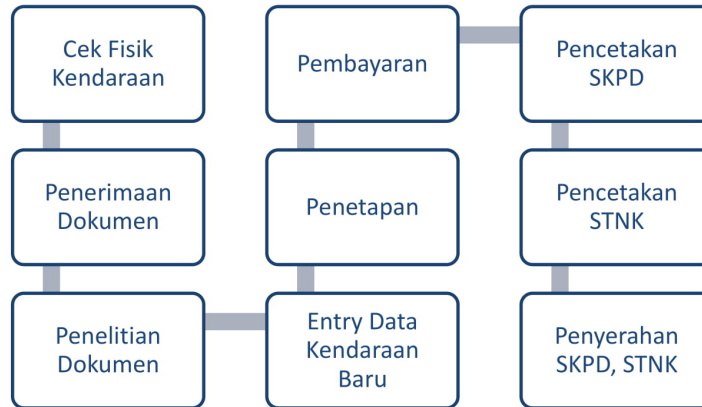 Cek Fisik
Kendaraan
Penerimaan
Dokumen
Penelitian
Dokumen
Entry Data
Kendaraan
Baru
Penetapan
Pembayaran
Pencetakan
SKPD
Pencetakan
STNK
Penyerahan
SKPD, STNK